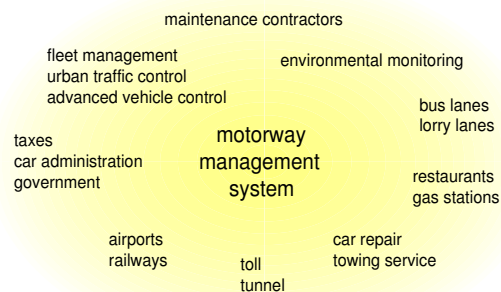 maintenance contractors
fleet management
urban traffic control
advanced vehicle control
environmental monitoring
bus lanes
lorry lanes
taxes
car administration
government
motorway
management
system
restaurants
gas stations
airports
railways
toll
tunnel
car repair
towing service